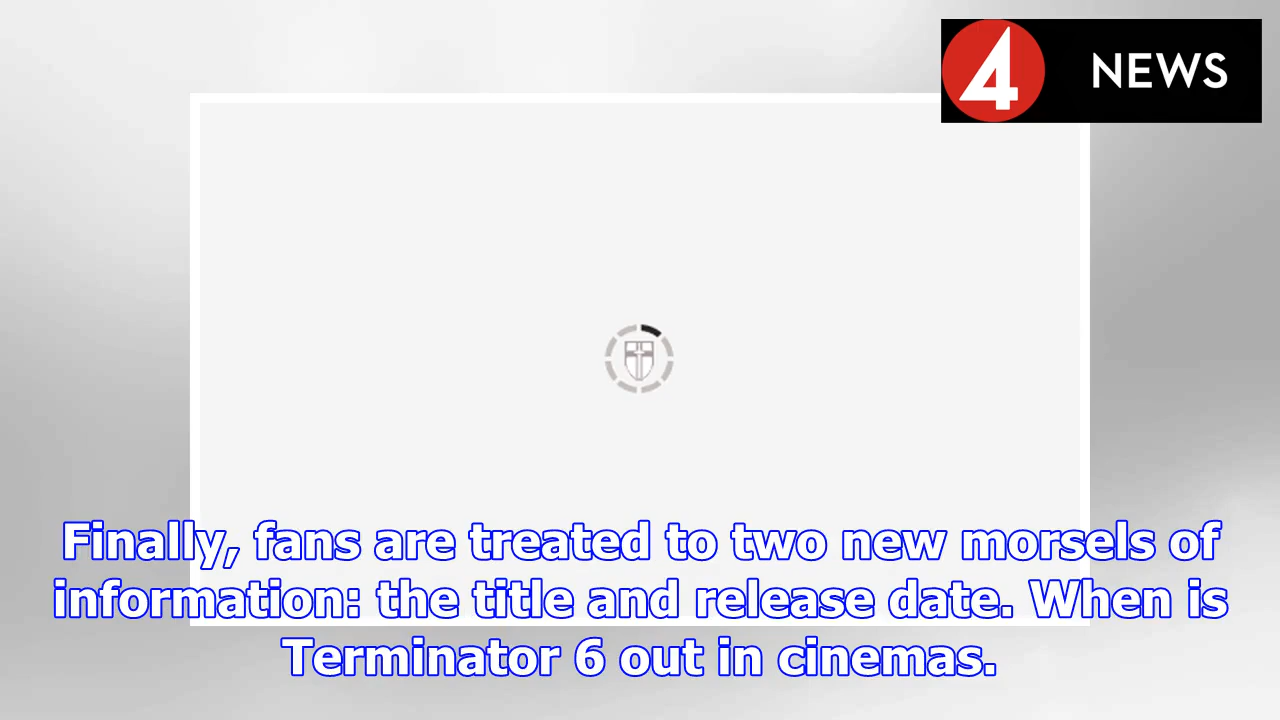 4 NEWS
Finally, fans are treated to two new morsels of
information: the title and release date. When is
Terminator 6 out in cinemas.